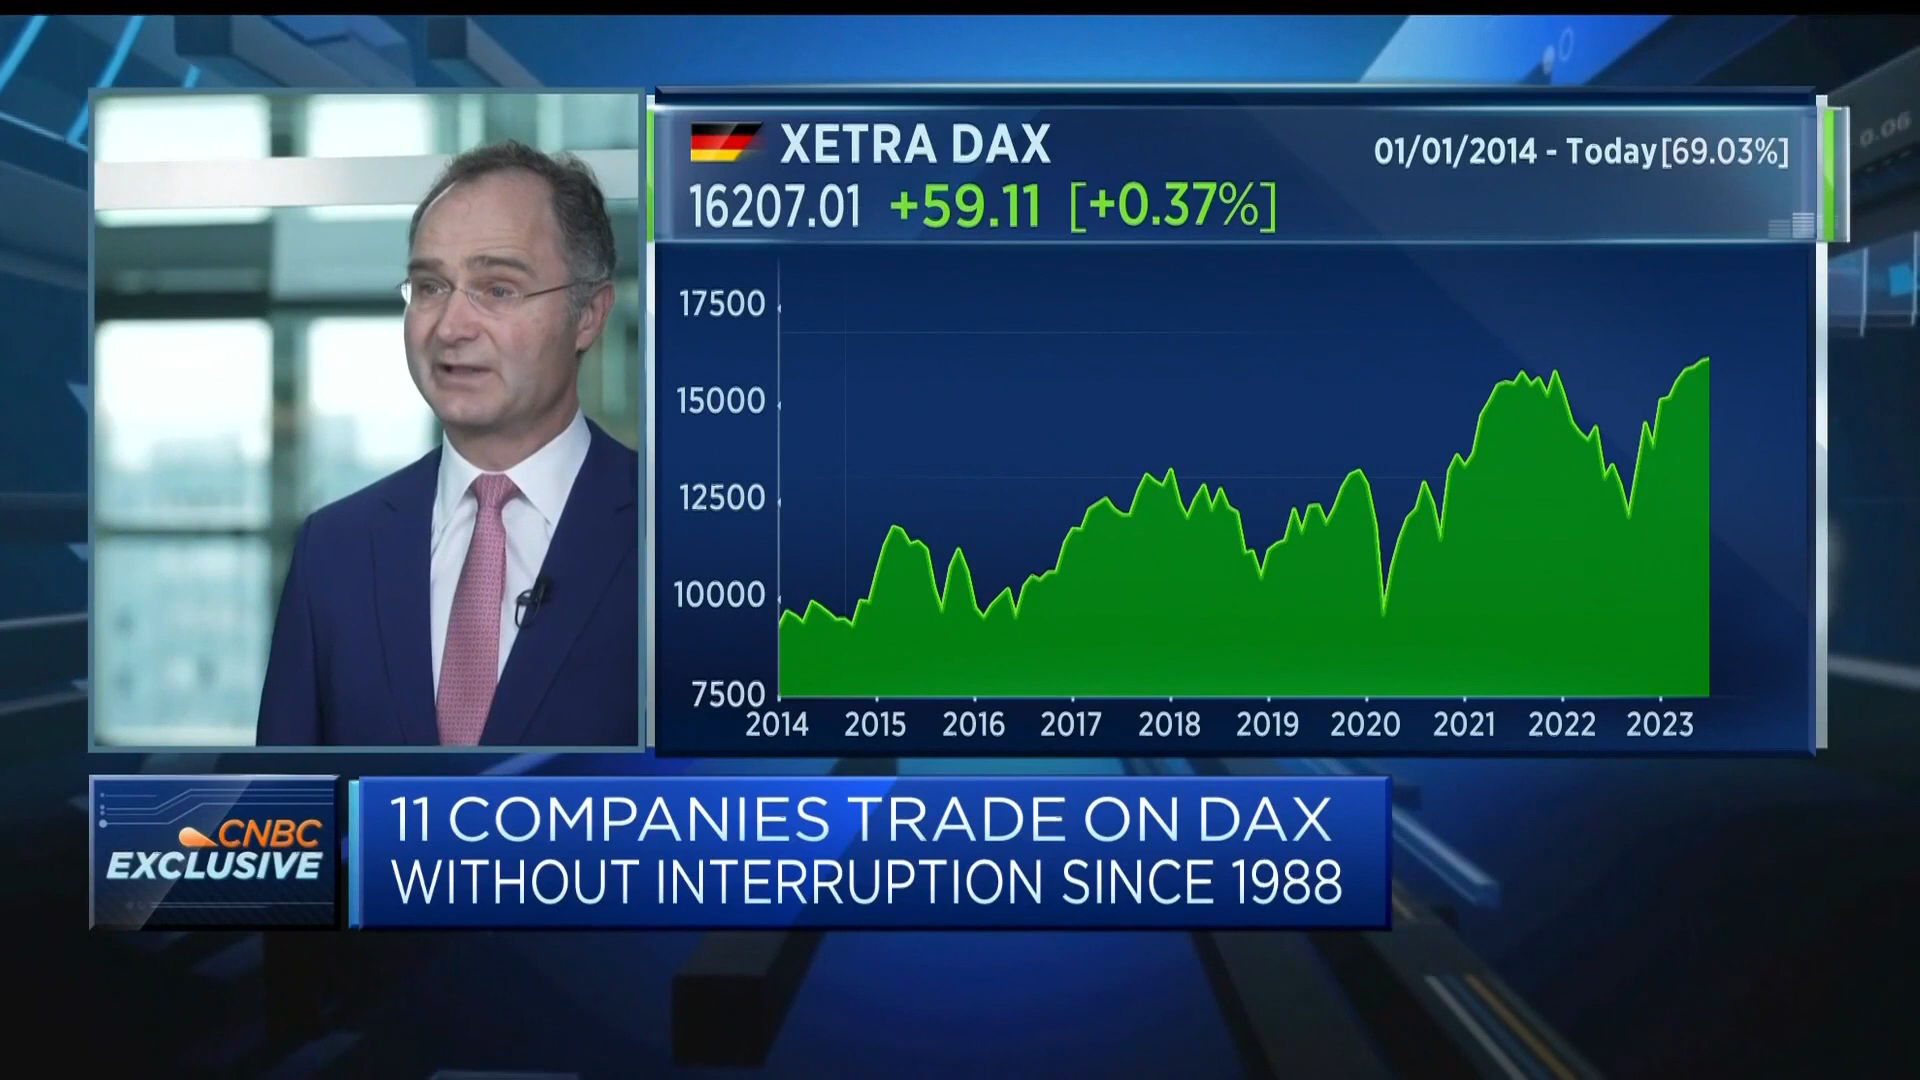 XETRA DAX
01/01/2014 - Today[69.03%]
16207.01 +59.11 [+0.37%]
17500
15000
12500
10000
7500
2014 2015 2016 2017 2018 2019 2020 2021 2022 2023
CNBC
EXCLUSIVE
11 COMPANIES TRADE ON DAX
WITHOUT INTERRUPTION SINCE 1988
0.06